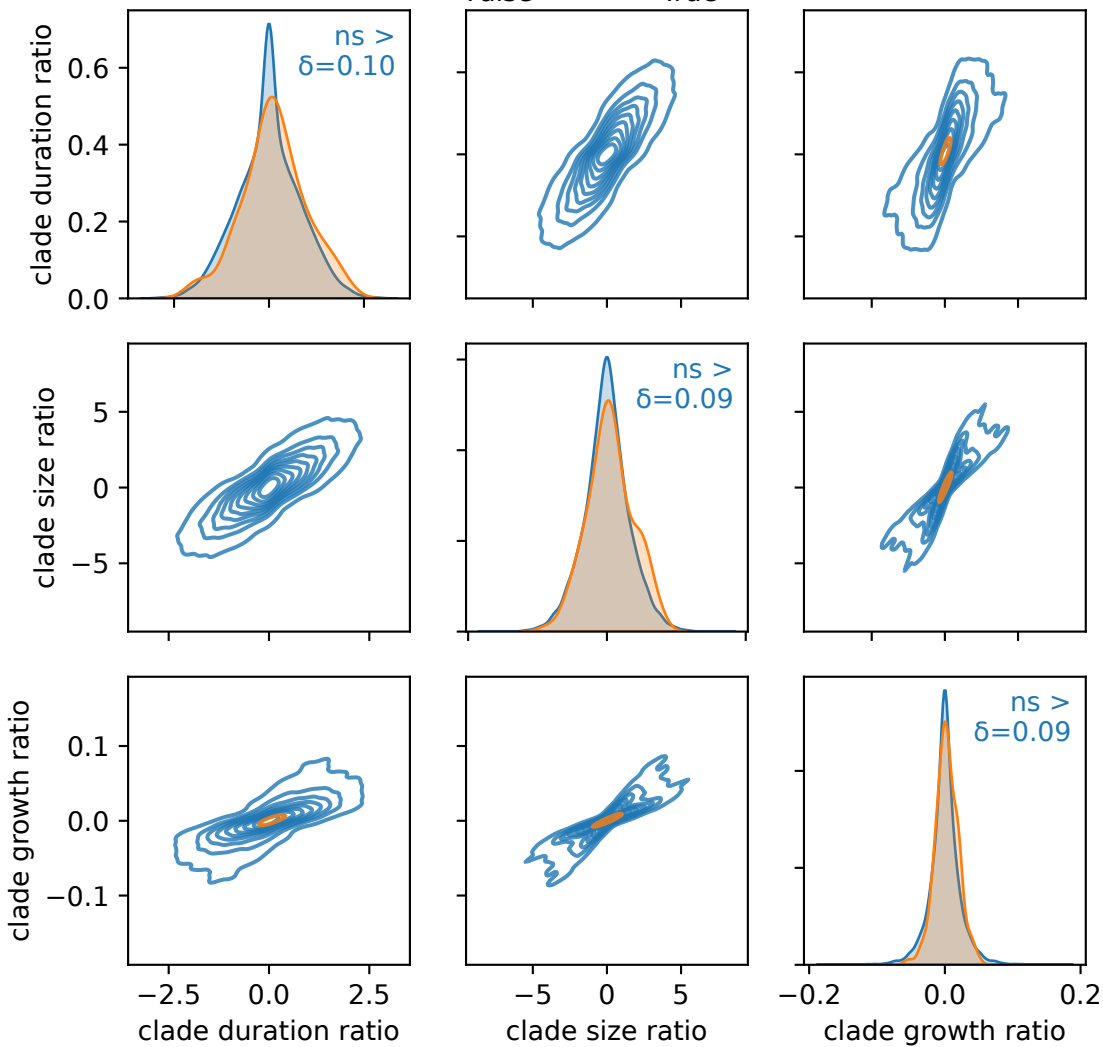 clade duration ratio
0.6
0.4
0.2
0.0
ns >
δ=0.10
clade size ratio
5
0
−5
ns >
δ=0.09
clade growth ratio
0.1
0.0
−0.1
ns >
δ=0.09
−2.5 0.0 2.5
−5 0 5
−0.2 0.0 0.2
clade duration ratio
clade size ratio
clade growth ratio